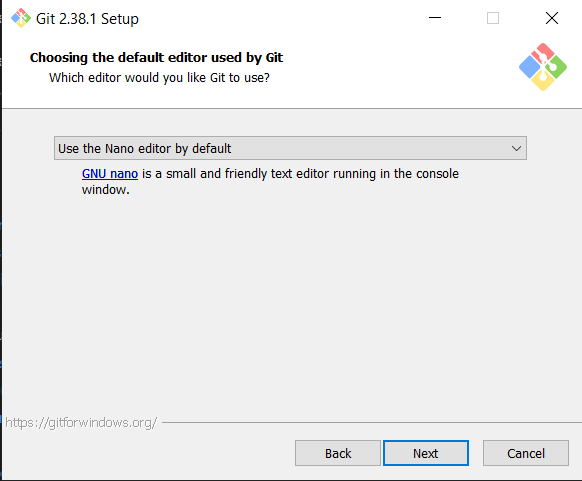 Git 2.38.1 Setup
Choosing the default editor used by Git
Which editor would you like Git to use?
Use the Nano editor by default
GNU nano is a small and friendly text editor running in the console
window.
https://gitforwindows.org/
Back
Next
Cancel